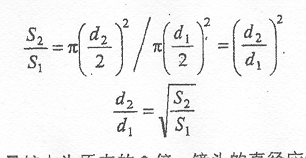 S₂/S₁ = π(d₂/2)² / π(d₁/2)² = (d₂/d₁)².
d₂/d₁ = √(S₂/S₁)